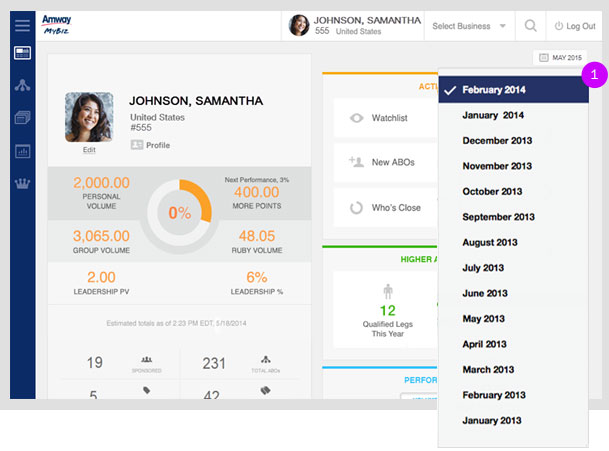 Amway
MYBIZ
JOHNSON, SAMANTHA
555 United States
Select Business
Log Out
MAY 2015
1
JOHNSON, SAMANTHA
United States
#555
Profile
Edit
2,000.00
PERSONAL
VOLUME
0%
Next Performance, 3%
400.00
MORE POINTS
3,065.00
GROUP VOLUME
48.05
RUBY VOLUME
2.00
LEADERSHIP PV
6%
LEADERSHIP %
Estimated totals as of 2:23 PM EDT, 5/18/2014
19
SPONSORED
231
TOTAL ABOs
5
42
ACTI
Watchlist
New ABOs
Who's Close
HIGHER A
12
Qualified Legs
This Year
PERFOR
February 2014
January 2014
December 2013
November 2013
October 2013
September 2013
August 2013
July 2013
June 2013
May 2013
April 2013
March 2013
February 2013
January 2013